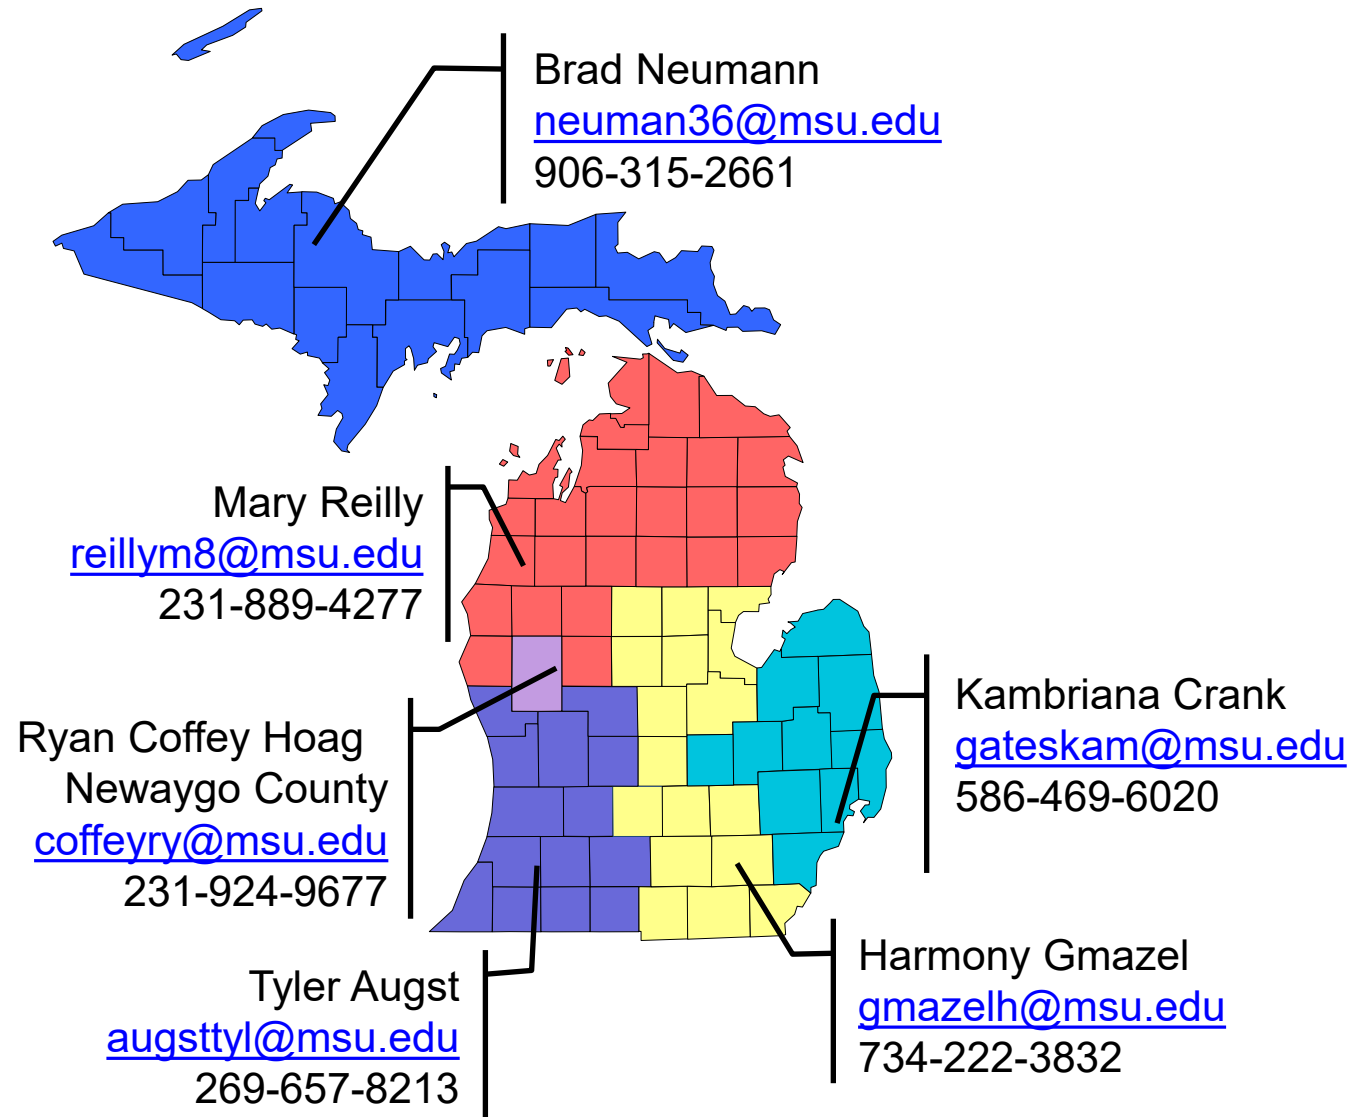 Brad Neumann
neuman36@msu.edu
906-315-2661
Mary Reilly
reillym8@msu.edu
231-889-4277
Ryan Coffey Hoag
Newaygo County
coffeyry@msu.edu
231-924-9677
Kambriana Crank
gateskam@msu.edu
586-469-6020
Tyler Augst
augsttyl@msu.edu
269-657-8213
Harmony Gmazel
gmazelh@msu.edu
734-222-3832